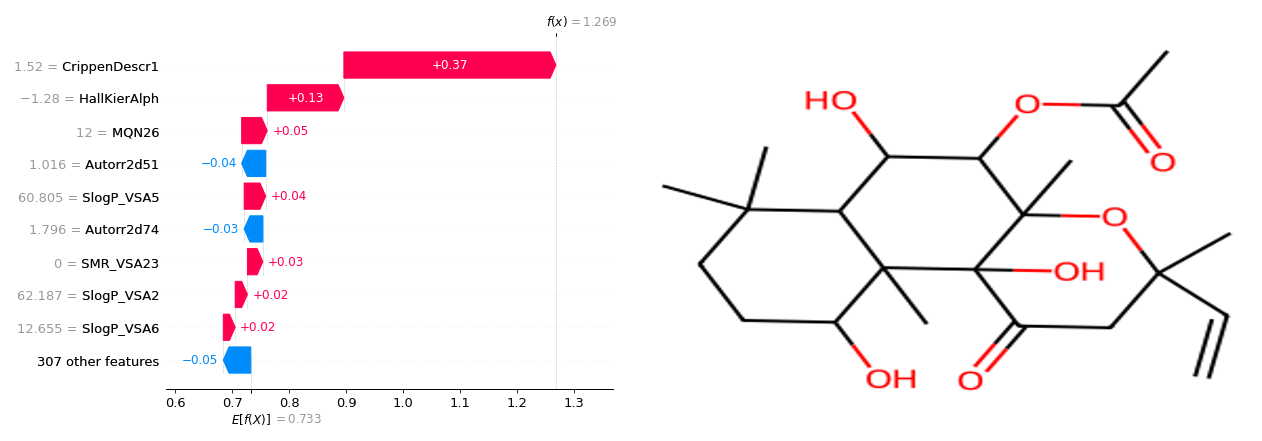 f(x) = 1.269
1.52 = CrippenDescr1
+0.37
−1.28 = HallKierAlph
+0.13
12 = MQN26
+0.05
1.016 = Autorr2d51
−0.04
60.805 = SlogP_VSA5
+0.04
1.796 = Autorr2d74
−0.03
0 = SMR_VSA23
+0.03
62.187 = SlogP_VSA2
+0.02
12.655 = SlogP_VSA6
+0.02
307 other features
−0.05
0.6 0.7 0.8 0.9 1.0 1.1 1.2 1.3
E[f(X)] = 0.733
HO
O
O
O
OH
OH
O